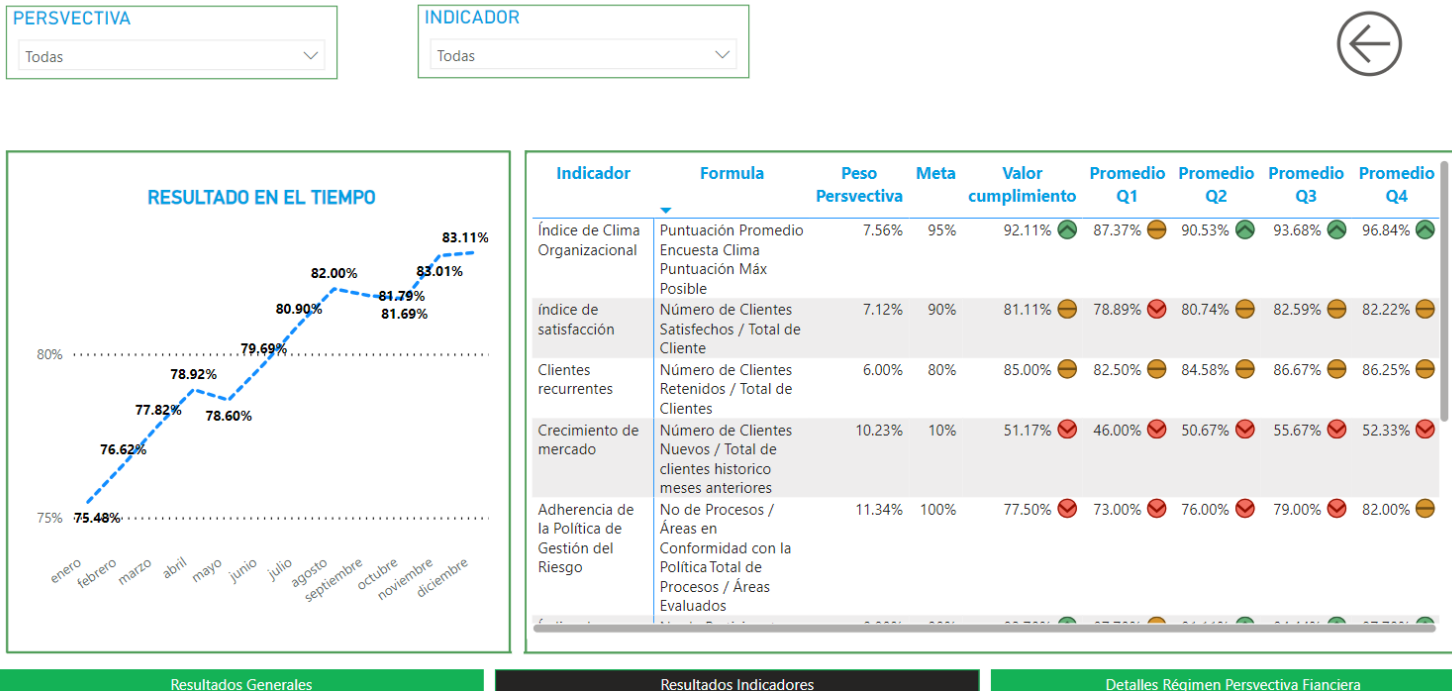 PERSVECTIVA
Todas
INDICADOR
Todas
RESULTADO EN EL TIEMPO
83.11%
83.01%
82.00%
81.79%
81.69%
80.90%
80%
79.69%
78.92%
78.60%
77.82%
76.62%
75%
75.48%
enero
febrero
marzo
abril
mayo
junio
julio
agosto
septiembre
octubre
noviembre
diciembre
Indicador Formula Peso Meta Valor Promedio Promedio Promedio Promedio
Persvectiva cumplimiento Q1 Q2 Q3 Q4
Índice de Clima Puntuación Promedio 7.56% 95% 92.11% 87.37% 90.53% 93.68% 96.84%
Organizacional Encuesta Clima
Puntuación Máx
Posible
índice de Número de Clientes 7.12% 90% 81.11% 78.89% 80.74% 82.59% 82.22%
satisfacción Satisfechos / Total de
Cliente
Clientes Número de Clientes 6.00% 80% 85.00% 82.50% 84.58% 86.67% 86.25%
recurrentes Retenidos / Total de
Clientes
Crecimiento de Número de Clientes 10.23% 10% 51.17% 46.00% 50.67% 55.67% 52.33%
mercado Nuevos / Total de
clientes historico
meses anteriores
Adherencia de No de Procesos / 11.34% 100% 77.50% 73.00% 76.00% 79.00% 82.00%
la Política de Áreas en
Gestión del Conformidad con la
Riesgo Política Total de
Procesos / Áreas
Evaluados
Resultados Generales
Resultados Indicadores
Detalles Régimen Persvectiva Fianciera